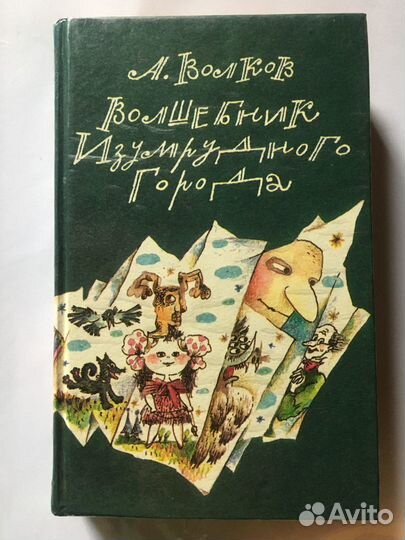 А. Волков
Волшебник
Изумрудного
Города
Avito